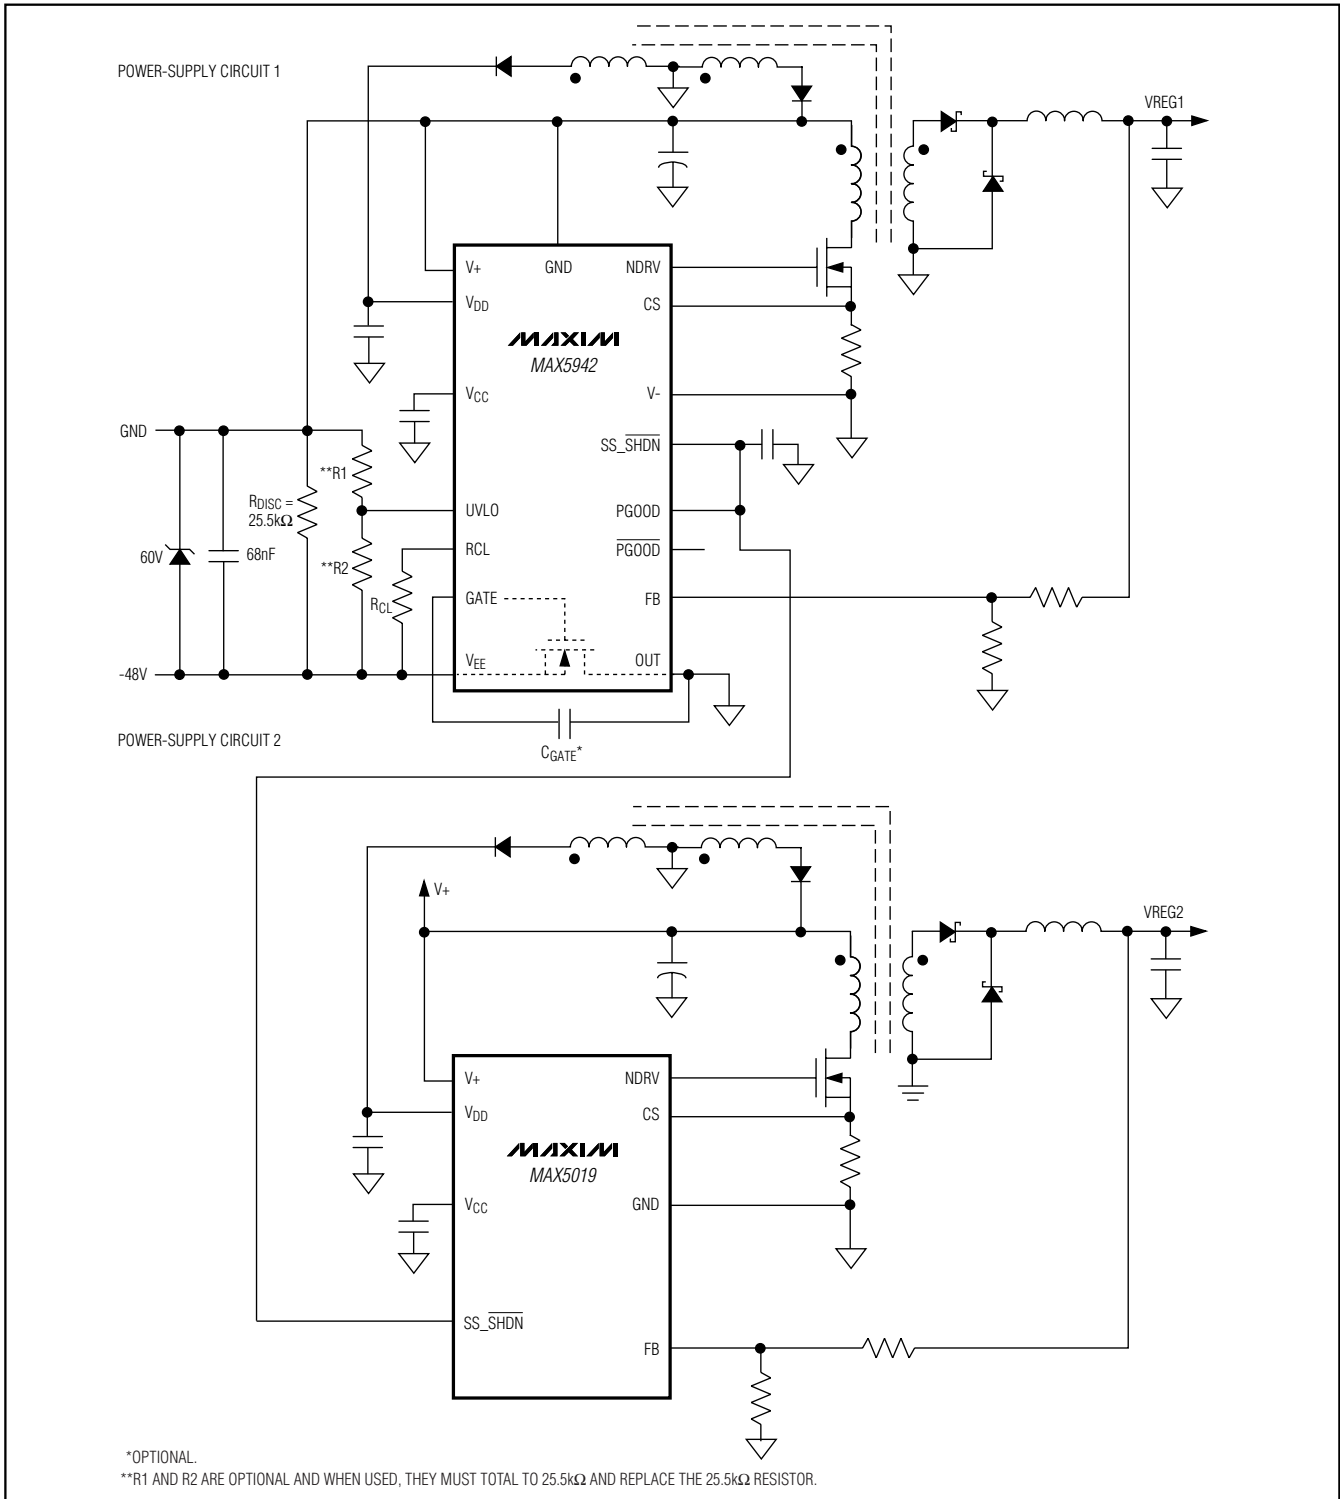 POWER-SUPPLY CIRCUIT 1
VREG1
V+
GND
NDRV
VDD
CS
MAXIM
MAX5942
VCC
V-
GND
SS_SHDN
**R1
RDISC =
25.5kΩ
UVLO
PGOOD
60V
68nF
**R2
RCL
PGOOD
RCL
GATE
FB
VEE
OUT
-48V
CGATE*
POWER-SUPPLY CIRCUIT 2
V+
VREG2
V+
NDRV
VDD
CS
MAXIM
MAX5019
VCC
GND
SS_SHDN
FB
*OPTIONAL.
**R1 AND R2 ARE OPTIONAL AND WHEN USED, THEY MUST TOTAL TO 25.5kΩ AND REPLACE THE 25.5kΩ RESISTOR.